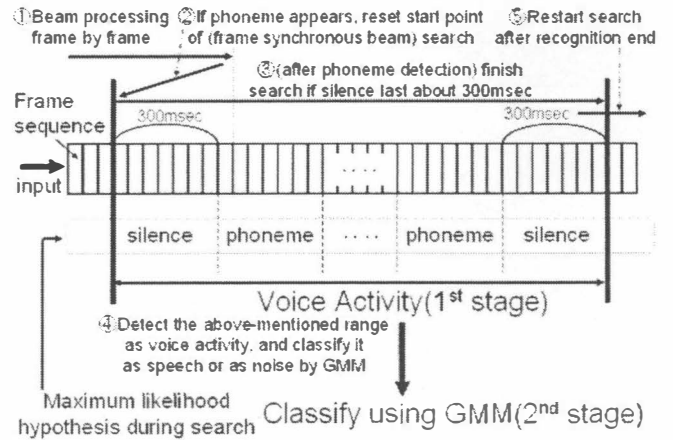 ①Beam processing
frame by frame
②If phoneme appears, reset start point
of (frame synchronous beam) search
⑤Restart search
after recognition end
③(after phoneme detection) finish
search if silence last about 300msec
Frame
sequence
300msec
300msec
....
input
silence
phoneme
....
phoneme
silence
Voice Activity(1st stage)
④Detect the above-mentioned range
as voice activity, and classify it
as speech or as noise by GMM
Maximum likelihood
hypothesis during search
Classify using GMM(2nd stage)